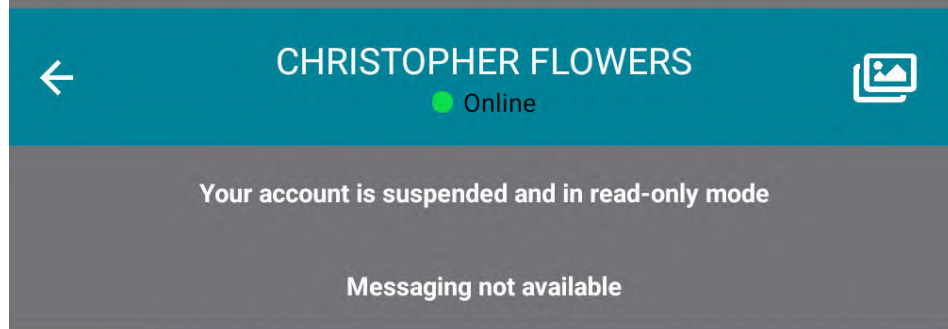 CHRISTOPHER FLOWERS
Online
Your account is suspended and in read-only mode
Messaging not available